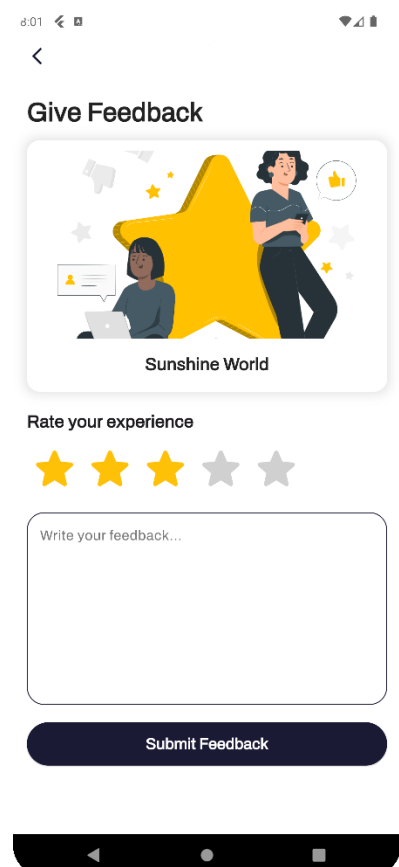 8:01
Give Feedback
Sunshine World
Rate your experience
Write your feedback...
Submit Feedback